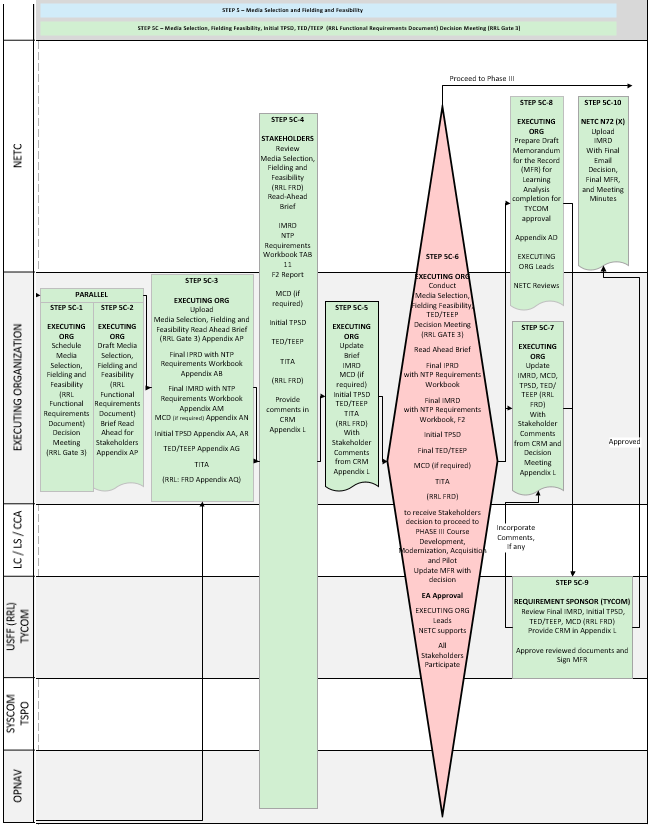 STEP 5 – Media Selection and Fielding and Feasibility
STEP 5C – Media Selection, Fielding Feasibility, Initial TPSD, TED/TEEP (RRL Functional Requirements Document) Decision Meeting (RRL Gate 3)
NETC
EXECUTING ORGANIZATION
LC / LS / CCA
USFF (RRL)
TYCOM
SYSCOM
TSPO
OPNAV
PARALLEL
STEP 5C-1
EXECUTING
ORG
Schedule
Media
Selection,
Fielding and
Feasibility
(RRL
Functional
Requirements
Document)
Decision
Meeting
(RRL Gate 3)
STEP 5C-2
EXECUTING
ORG
Draft Media
Selection,
Fielding and
Feasibility
(RRL
Functional
Requirements
Document)
Brief Read
Ahead for
Stakeholders
Appendix AP
STEP 5C-3
EXECUTING ORG
Upload
Media Selection, Fielding and
Feasibility Read Ahead Brief
(RRL Gate 3) Appendix AP
Final IPRD with NTP
Requirements Workbook
Appendix AB
Final IMRD with NTP
Requirements Workbook
Appendix AM
MCD (if required) Appendix AN
Initial TPSD Appendix AA, AR
TED/TEEP Appendix AG
TITA
(RRL: FRD Appendix AQ)
STEP 5C-4
STAKEHOLDERS
Review
Media Selection,
Fielding and
Feasibility
(RRL FRD)
Read-Ahead
Brief
IMRD
NTP
Requirements
Workbook TAB
11
F2 Report
MCD (if
required)
Initial TPSD
TED/TEEP
TITA
(RRL FRD)
Provide
comments in
CRM
Appendix L
STEP 5C-5
EXECUTING
ORG
Update
Brief
IMRD
MCD (if
required)
Initial TPSD
TED/TEEP
TITA
(RRL FRD)
With
Stakeholder
Comments
from CRM
Appendix L
Proceed to Phase III
STEP 5C-6
EXECUTING ORG
Conduct
Media Selection,
Fielding Feasibility,
TED/TEEP
Decision Meeting
(RRL GATE 3)
Read Ahead Brief
Final IPRD
with NTP Requirements
Workbook
Final IMRD
with NTP Requirements
Workbook, F2
Initial TPSD
Final TED/TEEP
MCD (if required)
TITA
(RRL FRD)
to receive Stakeholders
decision to proceed to
PHASE III Course
Development,
Modernization, Acquisition
and Pilot
Update MFR with
decision
EA Approval
EXECUTING ORG
Leads
NETC supports
All
Stakeholders
Participate
STEP 5C-8
EXECUTING
ORG
Prepare Draft
Memorandum
for the Record
(MFR) for
Learning
Analysis
completion for
TYCOM
approval
Appendix AD
EXECUTING
ORG Leads
NETC Reviews
STEP 5C-10
NETC N72 (X)
Upload
IMRD
With Final
Email
Decision,
Final MFR,
and Meeting
Minutes
STEP 5C-7
EXECUTING
ORG
Update
IMRD, MCD,
TPSD, TED/
TEEP (RRL
FRD)
With
Stakeholder
Comments
from CRM and
Decision
Meeting
Appendix L
Approved
Incorporate
Comments,
If any
STEP 5C-9
REQUIREMENT SPONSOR (TYCOM)
Review Final IMRD, Initial TPSD,
TED/TEEP, MCD (RRL FRD)
Provide CRM in Appendix L
Approve reviewed documents and
Sign MFR